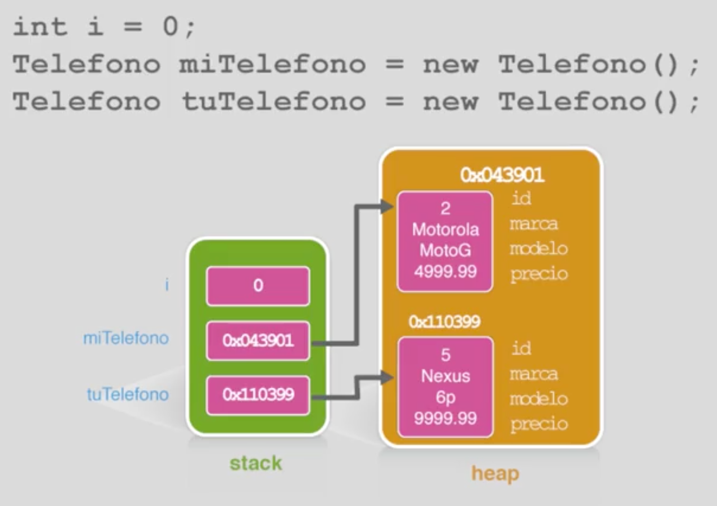 int i = 0;
Telefono miTelefono = new Telefono();
Telefono tuTelefono = new Telefono();
i
0
miTelefono
0x043901
tuTelefono
0x110399
stack
0x043901
2
Motorola
MotoG
4999.99
id
marca
modelo
precio
0x110399
5
Nexus
6p
9999.99
id
marca
modelo
precio
heap